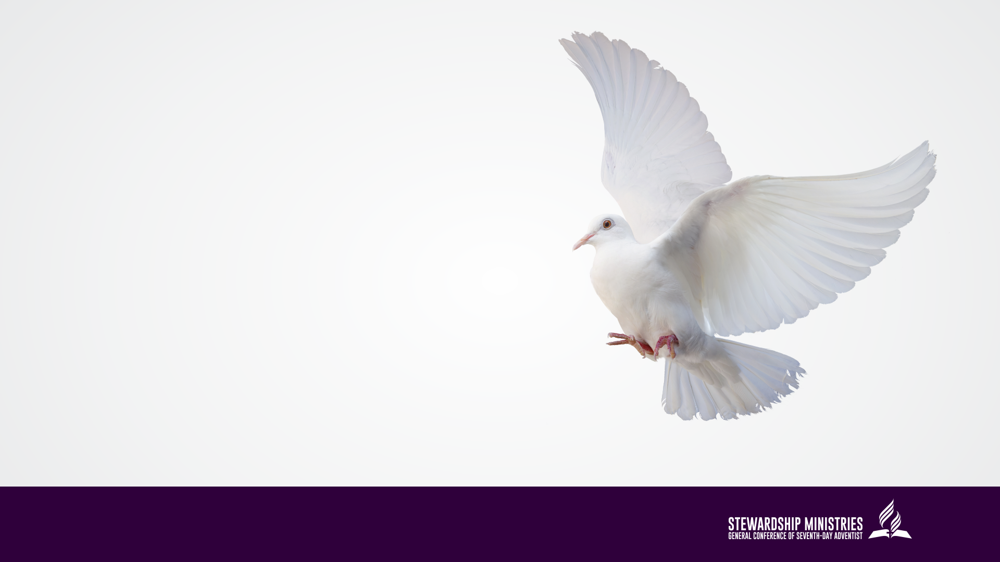 STEWARDSHIP MINISTRIES
GENERAL CONFERENCE OF SEVENTH-DAY ADVENTIST